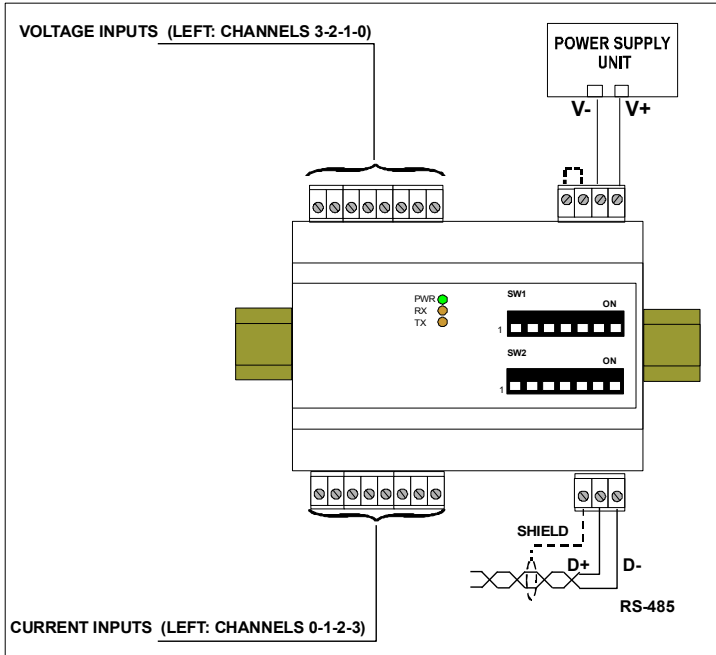 VOLTAGE INPUTS (LEFT: CHANNELS 3-2-1-0)
POWER SUPPLY
UNIT
V- V+
PWR
RX
TX
SW1
ON
1
SW2
ON
1
SHIELD
D+ D-
RS-485
CURRENT INPUTS (LEFT: CHANNELS 0-1-2-3)